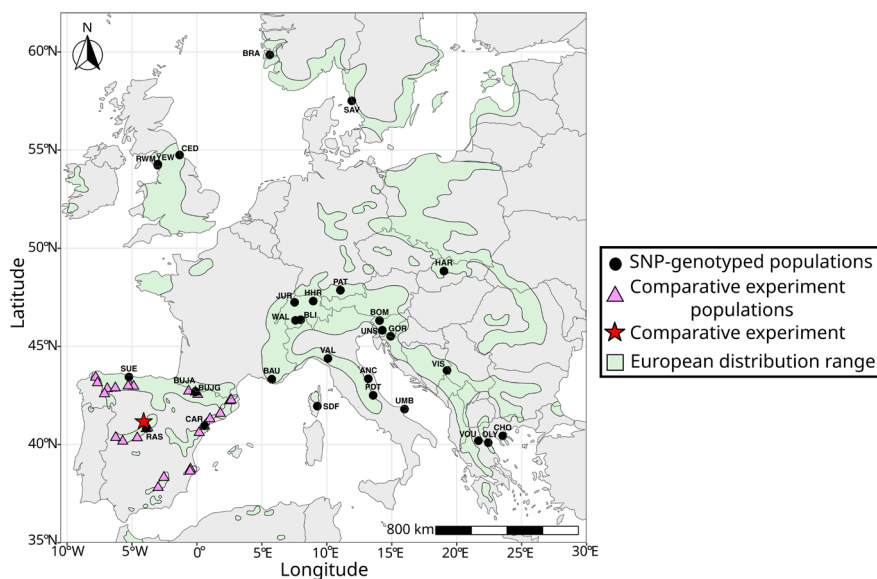 N
60°N
BRA
SAV
55°N
CED
RWM
YEW
50°N
HAR
PAT
JUR
HHR
WAL
BLI
BOM
UNS
GOR
45°N
VAL
VIS
SUE
BAU
ANC
BUJA
BUJG
PDT
SDF
UMB
CAR
40°N
RAS
VOU
OLY
CHO
35°N
800 km
10°W
5°W
0°
5°E
10°E
15°E
20°E
25°E
30°E
Longitude
Latitude
SNP-genotyped populations
Comparative experiment
populations
Comparative experiment
European distribution range